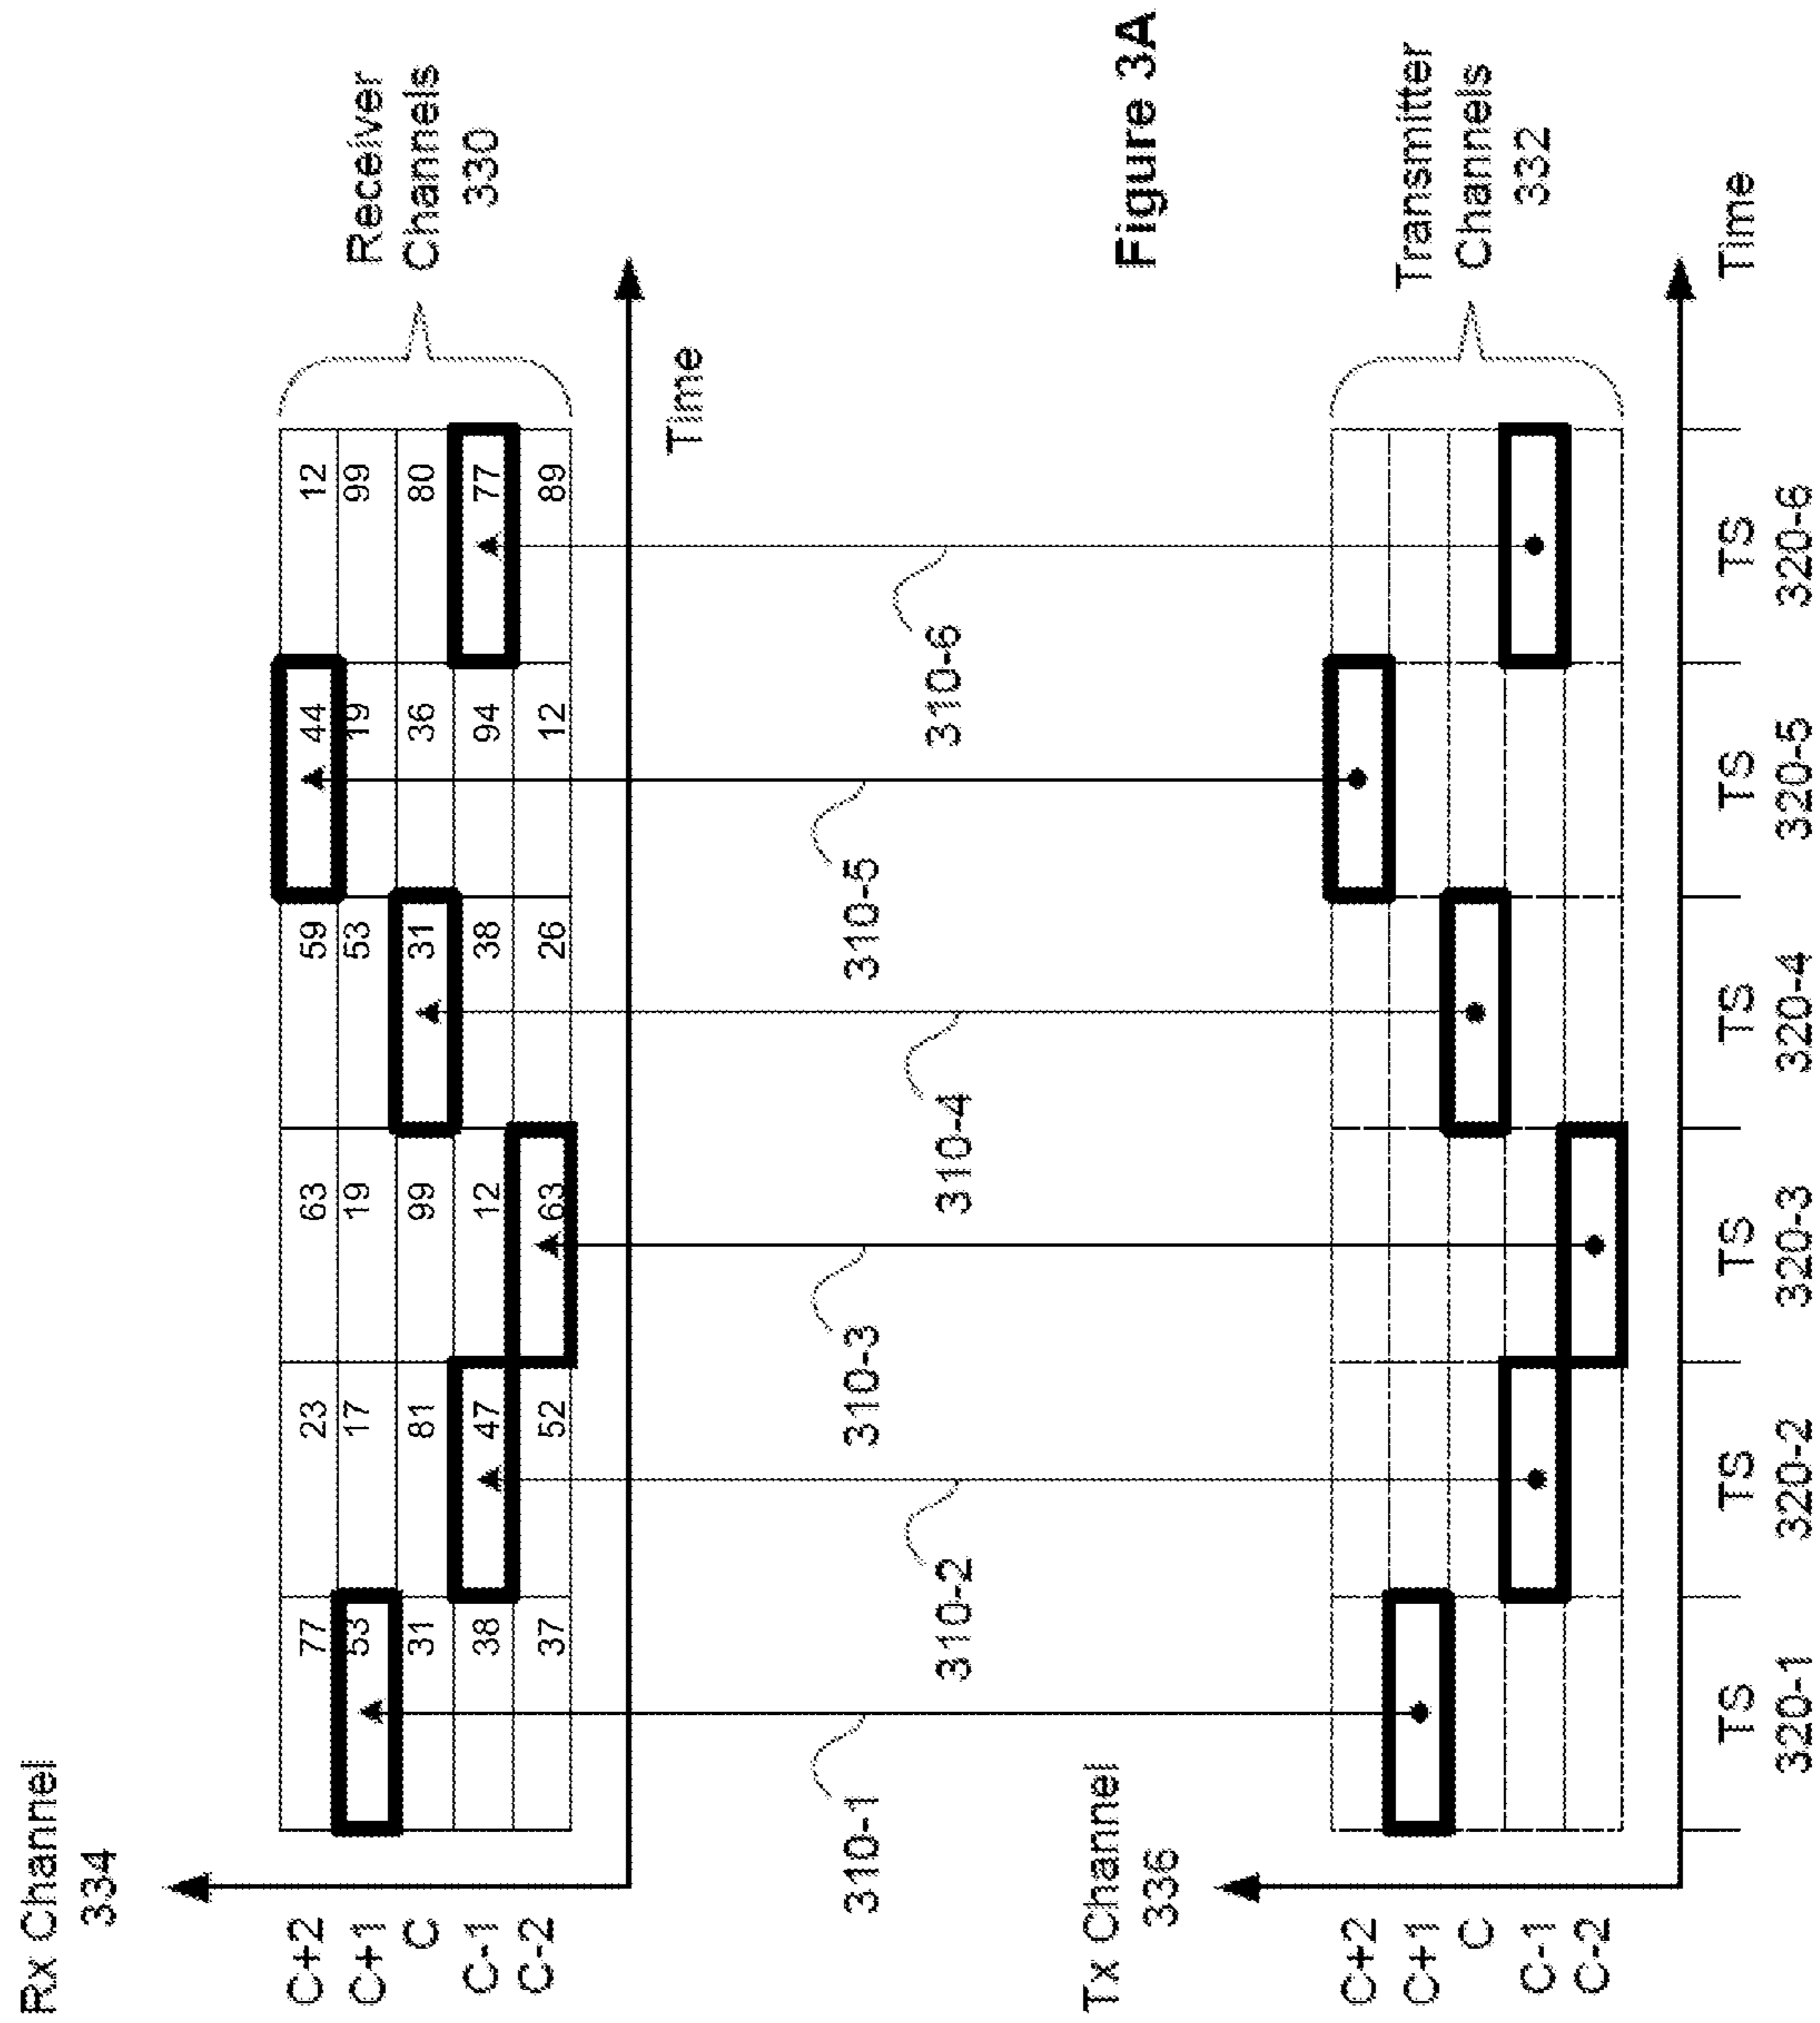 Rx Channel
334
Receiver
Channels
330
C+2
77
23
63
59
44
12
C+1
53
17
19
53
19
99
C
31
81
99
31
36
80
C-1
38
47
12
38
94
77
C-2
37
52
63
26
12
89
Time
310-1
310-2
310-3
310-4
310-5
310-6
Figure 3A
Tx Channel
336
Transmitter
Channels
332
C+2
C+1
C
C-1
C-2
Time
TS
320-1
TS
320-2
TS
320-3
TS
320-4
TS
320-5
TS
320-6